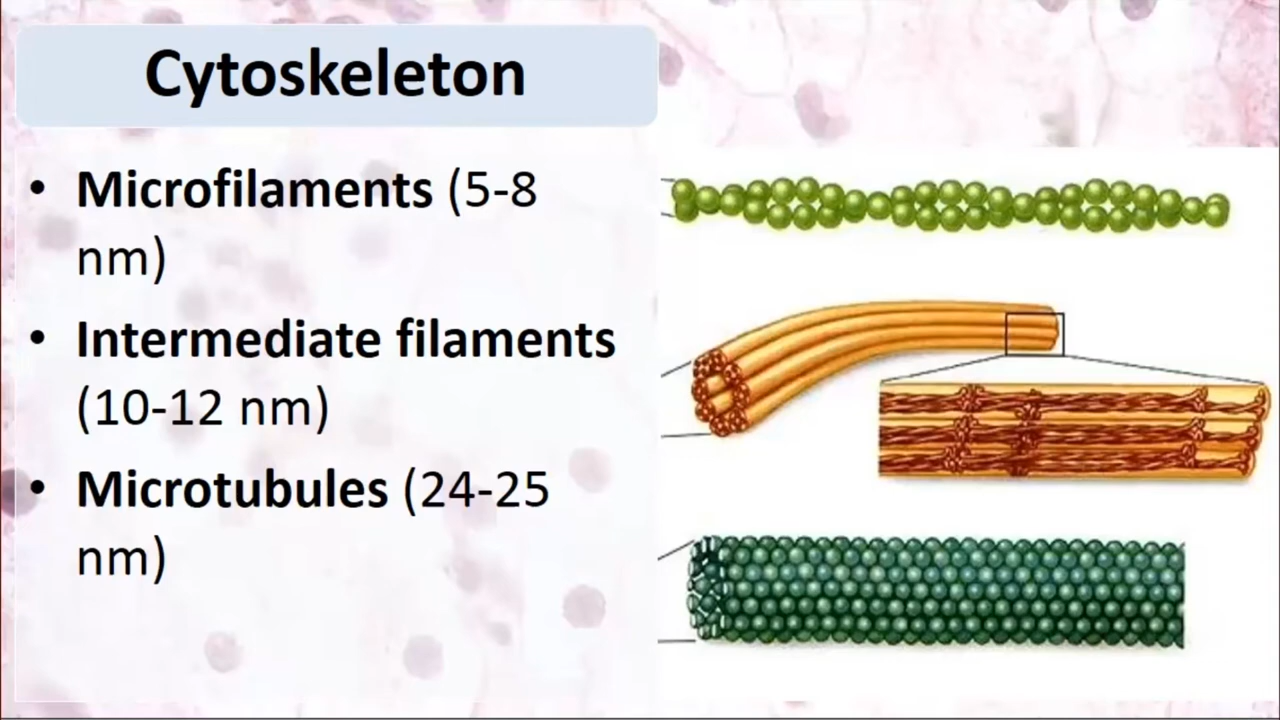 Cytoskeleton
• Microfilaments (5-8
nm)
• Intermediate filaments
(10-12 nm)
• Microtubules (24-25
nm)